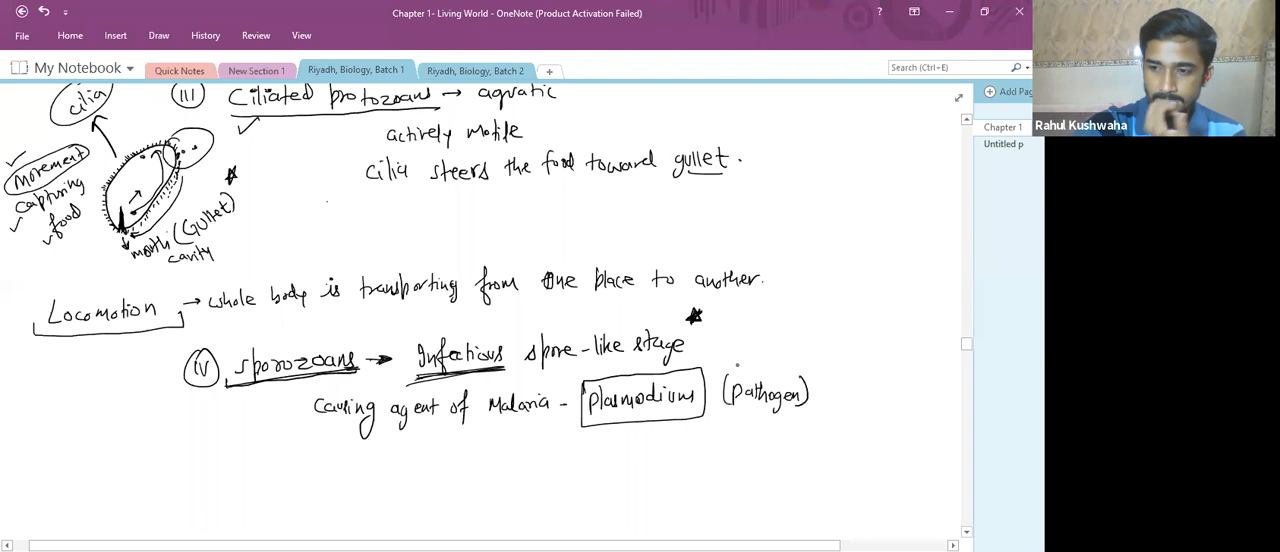 Chapter 1- Living World - OneNote (Product Activation Failed)
File Home Insert Draw History Review View
My Notebook
Quick Notes
New Section 1
Riyadh, Biology, Batch 1
Riyadh, Biology, Batch 2
Search (Ctrl+E)
Add Pag
Chapter 1
Untitled p
Rahul Kushwaha
cilia
(iii) Ciliated protozoans → aquatic
actively motile
cilia steers the food toward gullet.
Movement
capturing
food
mouth (Gullet)
cavity
Locomotion → whole body is transporting from one place to another.
(iv) sporozoans → Infectious spore-like stage
Causing agent of Malaria - plasmodium (pathogen)